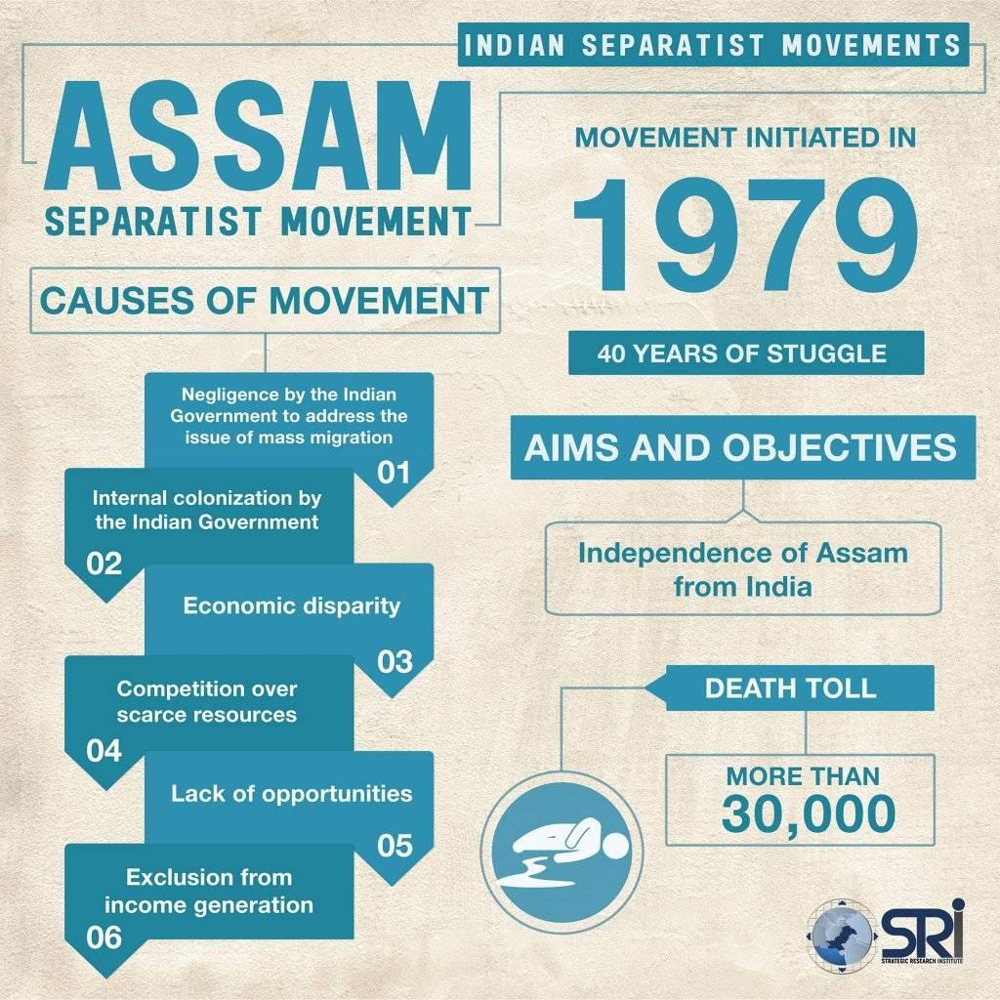 INDIAN SEPARATIST MOVEMENTS
ASSAM
SEPARATIST MOVEMENT
MOVEMENT INITIATED IN
1979
40 YEARS OF STUGGLE
CAUSES OF MOVEMENT
Negligence by the Indian
Government to address the
issue of mass migration
01
Internal colonization by
the Indian Government
02
Economic disparity
03
Competition over
scarce resources
04
Lack of opportunities
05
Exclusion from
income generation
06
AIMS AND OBJECTIVES
Independence of Assam
from India
DEATH TOLL
MORE THAN
30,000
SRI
STRATEGIC RESEARCH INSTITUTE